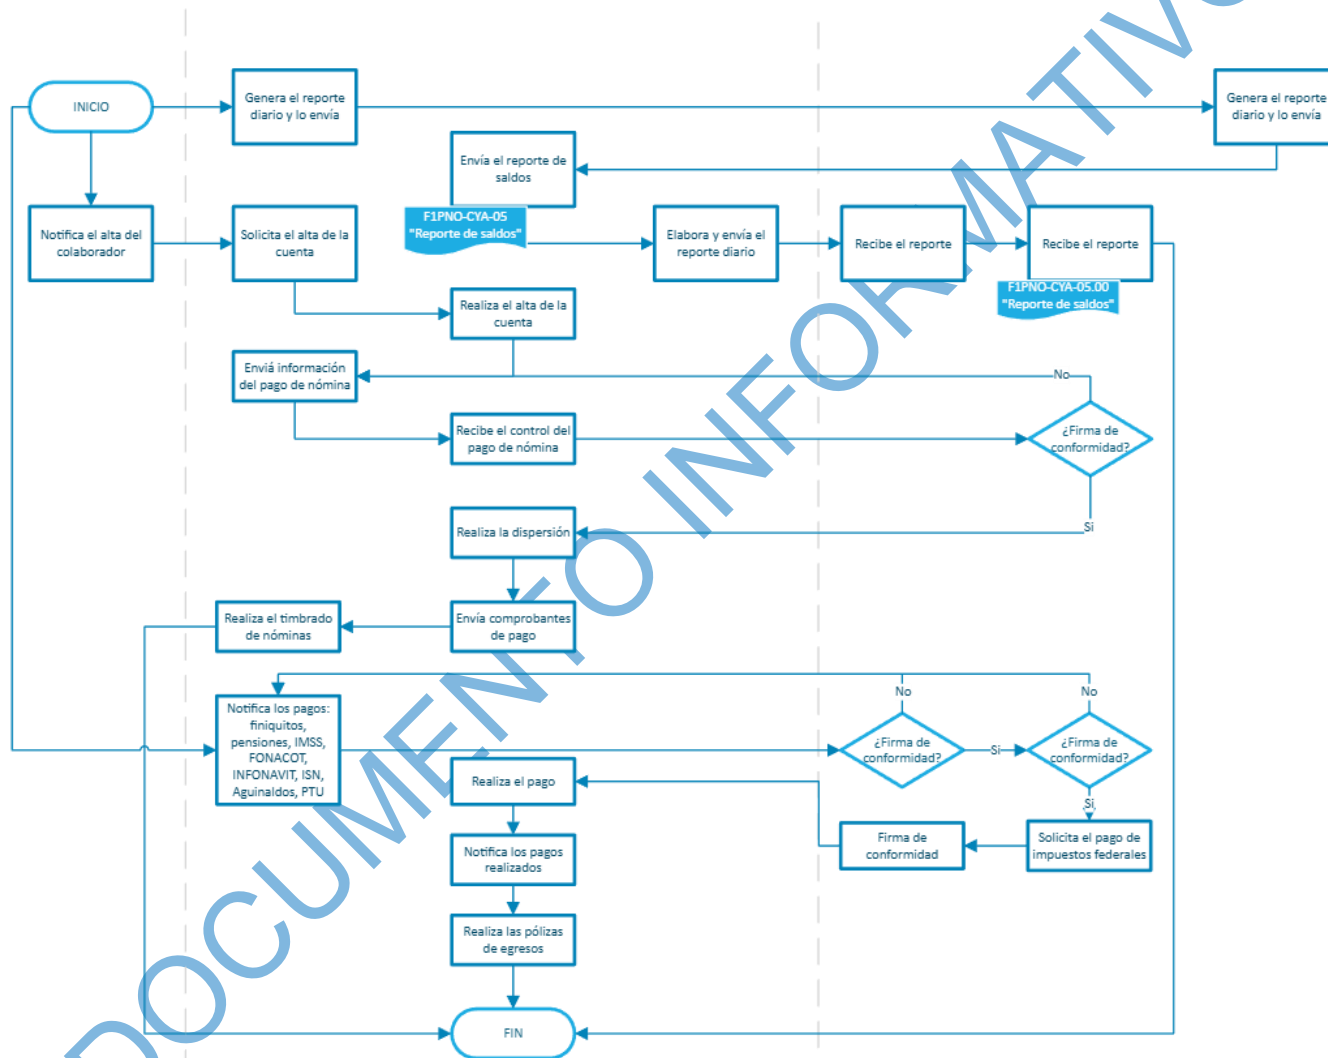 INICIO
Genera el reporte
diario y lo envía
Genera el reporte
diario y lo envía
Envía el reporte de
saldos
F1PNO-CYA-05
"Reporte de saldos"
Notifica el alta del
colaborador
Solicita el alta de la
cuenta
Elabora y envía el
reporte diario
Recibe el reporte
Recibe el reporte
F1PNO-CYA-05.00
"Reporte de saldos"
Realiza el alta de la
cuenta
Enviá información
del pago de nómina
No
Recibe el control del
pago de nómina
¿Firma de
conformidad?
Si
Realiza la dispersión
Realiza el timbrado
de nóminas
Envía comprobantes
de pago
No
No
Notifica los pagos:
finiquitos,
pensiones, IMSS,
FONACOT,
INFONAVIT, ISN,
Aguinaldos, PTU
¿Firma de
conformidad?
Si
¿Firma de
conformidad?
Si
Realiza el pago
Firma de
conformidad
Solicita el pago de
impuestos federales
Notifica los pagos
realizados
Realiza las pólizas
de egresos
FIN
DOCUMENTO INFORMATIVO